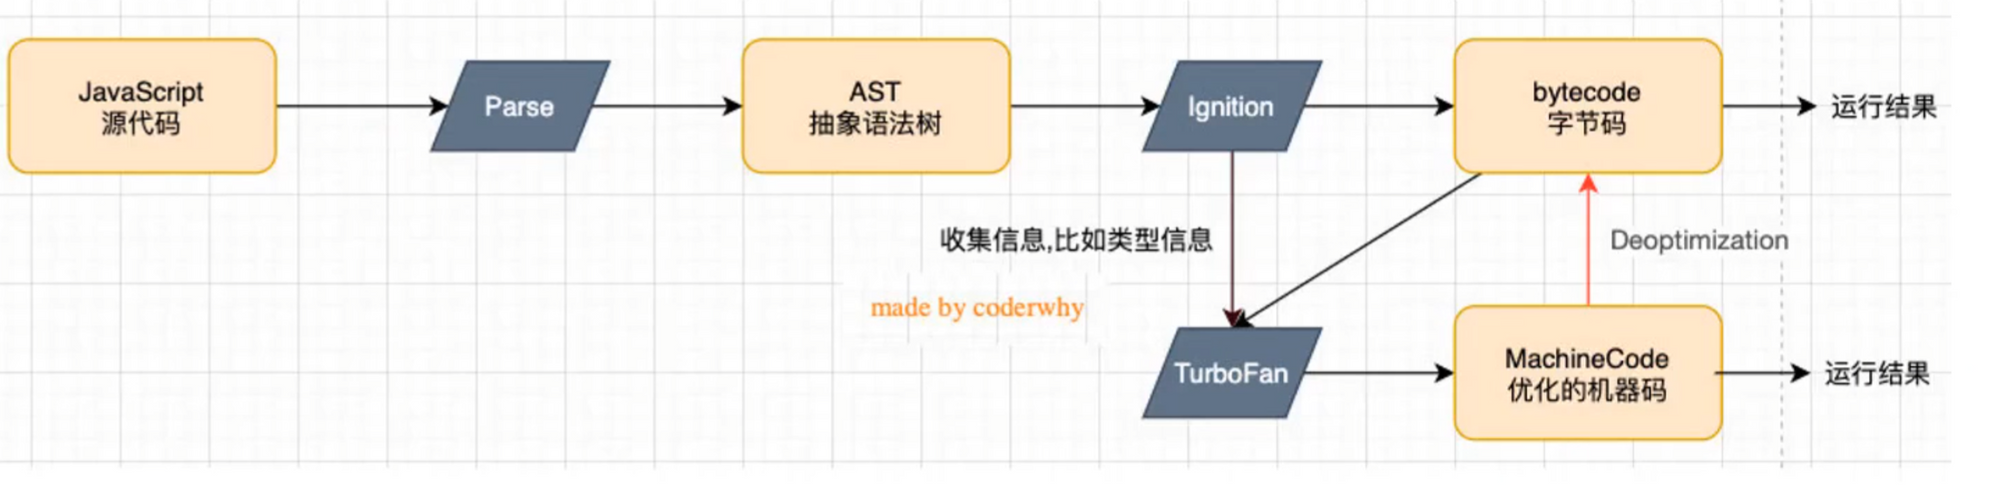 JavaScript
源代码
Parse
AST
抽象语法树
Ignition
bytecode
字节码
运行结果
收集信息,比如类型信息
Deoptimization
made by coderwhy
TurboFan
MachineCode
优化的机器码
运行结果